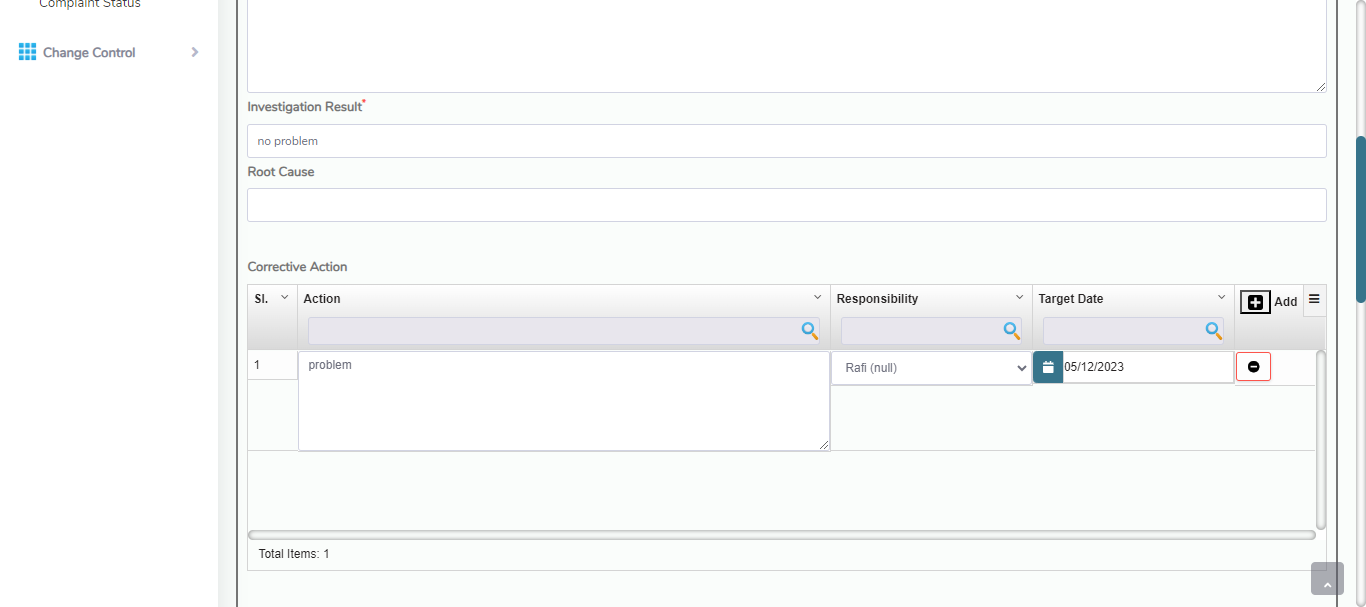 Complaint Status
Change Control
Investigation Result*
no problem
Root Cause
Corrective Action
Sl. Action Responsibility Target Date Add
1 problem Rafi (null) 05/12/2023
Total Items: 1